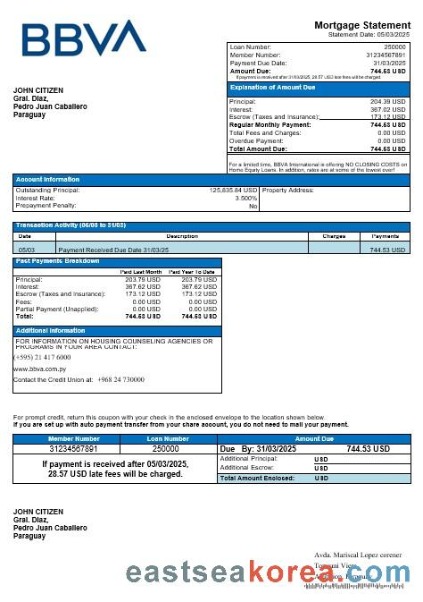 BBVA
Mortgage Statement
Statement Date: 05/03/2025
Loan Number: 250000
Member Number: 31234567891
Payment Due Date: 31/03/2025
Amount Due: 744.53 USD
If payment is received after 31/03/2025, 28.57 USD late fees will be charged.
JOHN CITIZEN
Gral. Diaz,
Pedro Juan Caballero
Paraguay
Explanation of Amount Due
Principal: 204.39 USD
Interest: 367.02 USD
Escrow (Taxes and Insurance): 173.12 USD
Regular Monthly Payment: 744.53 USD
Total Fees and Charges: 0.00 USD
Overdue Payment: 0.00 USD
Total Amount Due: 744.53 USD
For a limited time, BBVA International is offering NO CLOSING COSTS on
Home Equity Loans. In addition, rates are at some of the lowest ever!
Account Information
Outstanding Principal: 125,835.84 USD Property Address:
Interest Rate: 3.500%
Prepayment Penalty: No
Transaction Activity (05/03 to 31/03)
Date Description Charges Payments
05/03 Payment Received Due Date 31/03/25 744.53 USD
Past Payments Breakdown
Paid Last Month Paid Year To Date
Principal: 203.79 USD 203.79 USD
Interest: 367.62 USD 367.62 USD
Escrow (Taxes and Insurance): 173.12 USD 173.12 USD
Fees: 0.00 USD 0.00 USD
Partial Payment (Unapplied): 0.00 USD 0.00 USD
Total: 744.53 USD 744.53 USD
Additional Information
FOR INFORMATION ON HOUSING COUNSELING AGENCIES OR
PROGRAMS IN YOUR AREA CONTACT:
(+595) 21 417 6000
www.bbva.com.py
Contact the Credit Union at: +968 24 730000
For prompt credit, return this coupon with your check in the enclosed envelope to the location shown below.
If you are set up with auto payment transfer from your share account, you do not need to mail your payment.
Member Number Loan Number Amount Due
31234567891 250000 Due By: 31/03/2025 744.53 USD
If payment is received after 05/03/2025,
28.57 USD late fees will be charged.
Additional Principal: USD
Additional Escrow: USD
Total Amount Enclosed: USD
JOHN CITIZEN
Gral. Diaz,
Pedro Juan Caballero
Paraguay
Avda. Mariscal Lopez corener
eastseakorea.com